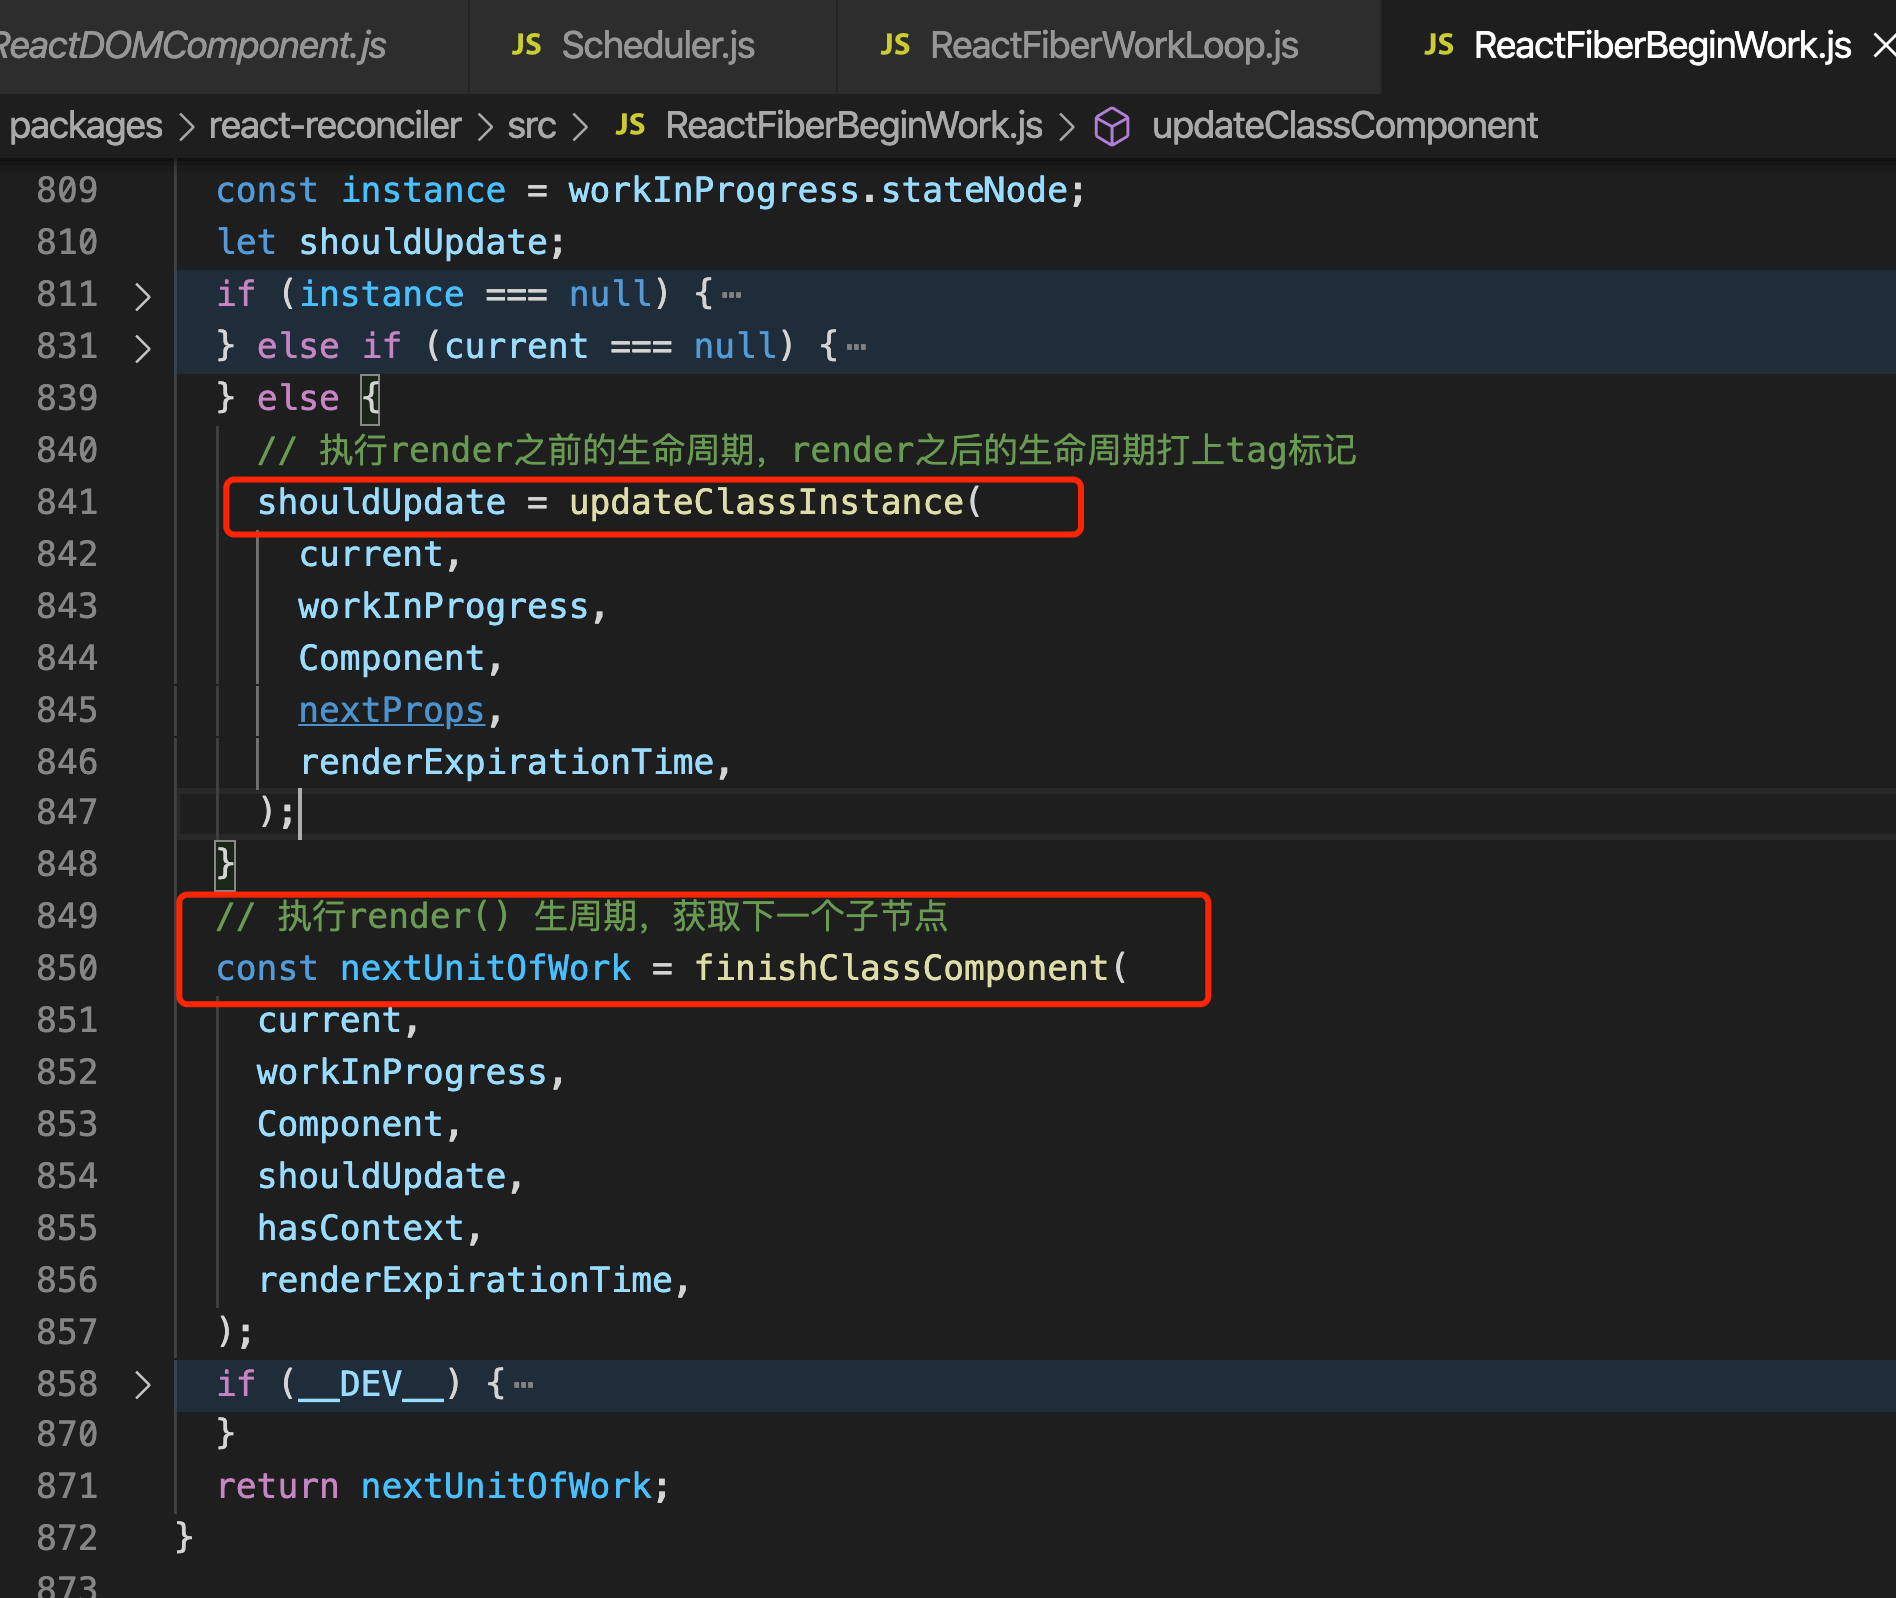 ReactDOMComponent.js JS Scheduler.js JS ReactFiberWorkLoop.js JS ReactFiberBeginWork.js
packages > react-reconciler > src > JS ReactFiberBeginWork.js > updateClassComponent
809 const instance = workInProgress.stateNode;
810 let shouldUpdate;
811 if (instance === null) {…
831 } else if (current === null) {…
839 } else {
840 // 执行render之前的生命周期，render之后的生命周期打上tag标记
841 shouldUpdate = updateClassInstance(
842 current,
843 workInProgress,
844 Component,
845 nextProps,
846 renderExpirationTime,
847 );
848 }
849 // 执行render() 生周期，获取下一个子节点
850 const nextUnitOfWork = finishClassComponent(
851 current,
852 workInProgress,
853 Component,
854 shouldUpdate,
855 hasContext,
856 renderExpirationTime,
857 );
858 if (__DEV__) {…
870 }
871 return nextUnitOfWork;
872 }
873